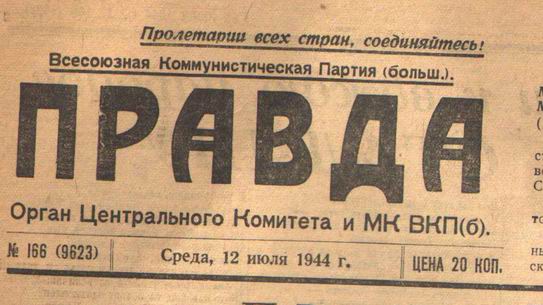 Пролетарии всех стран, соединяйтесь!
Всесоюзная Коммунистическая Партия (больш.).
ПРАВДА
Орган Центрального Комитета и МК ВКП(б).
№ 166 (9623)
Среда, 12 июля 1944 г.
ЦЕНА 20 КОП.